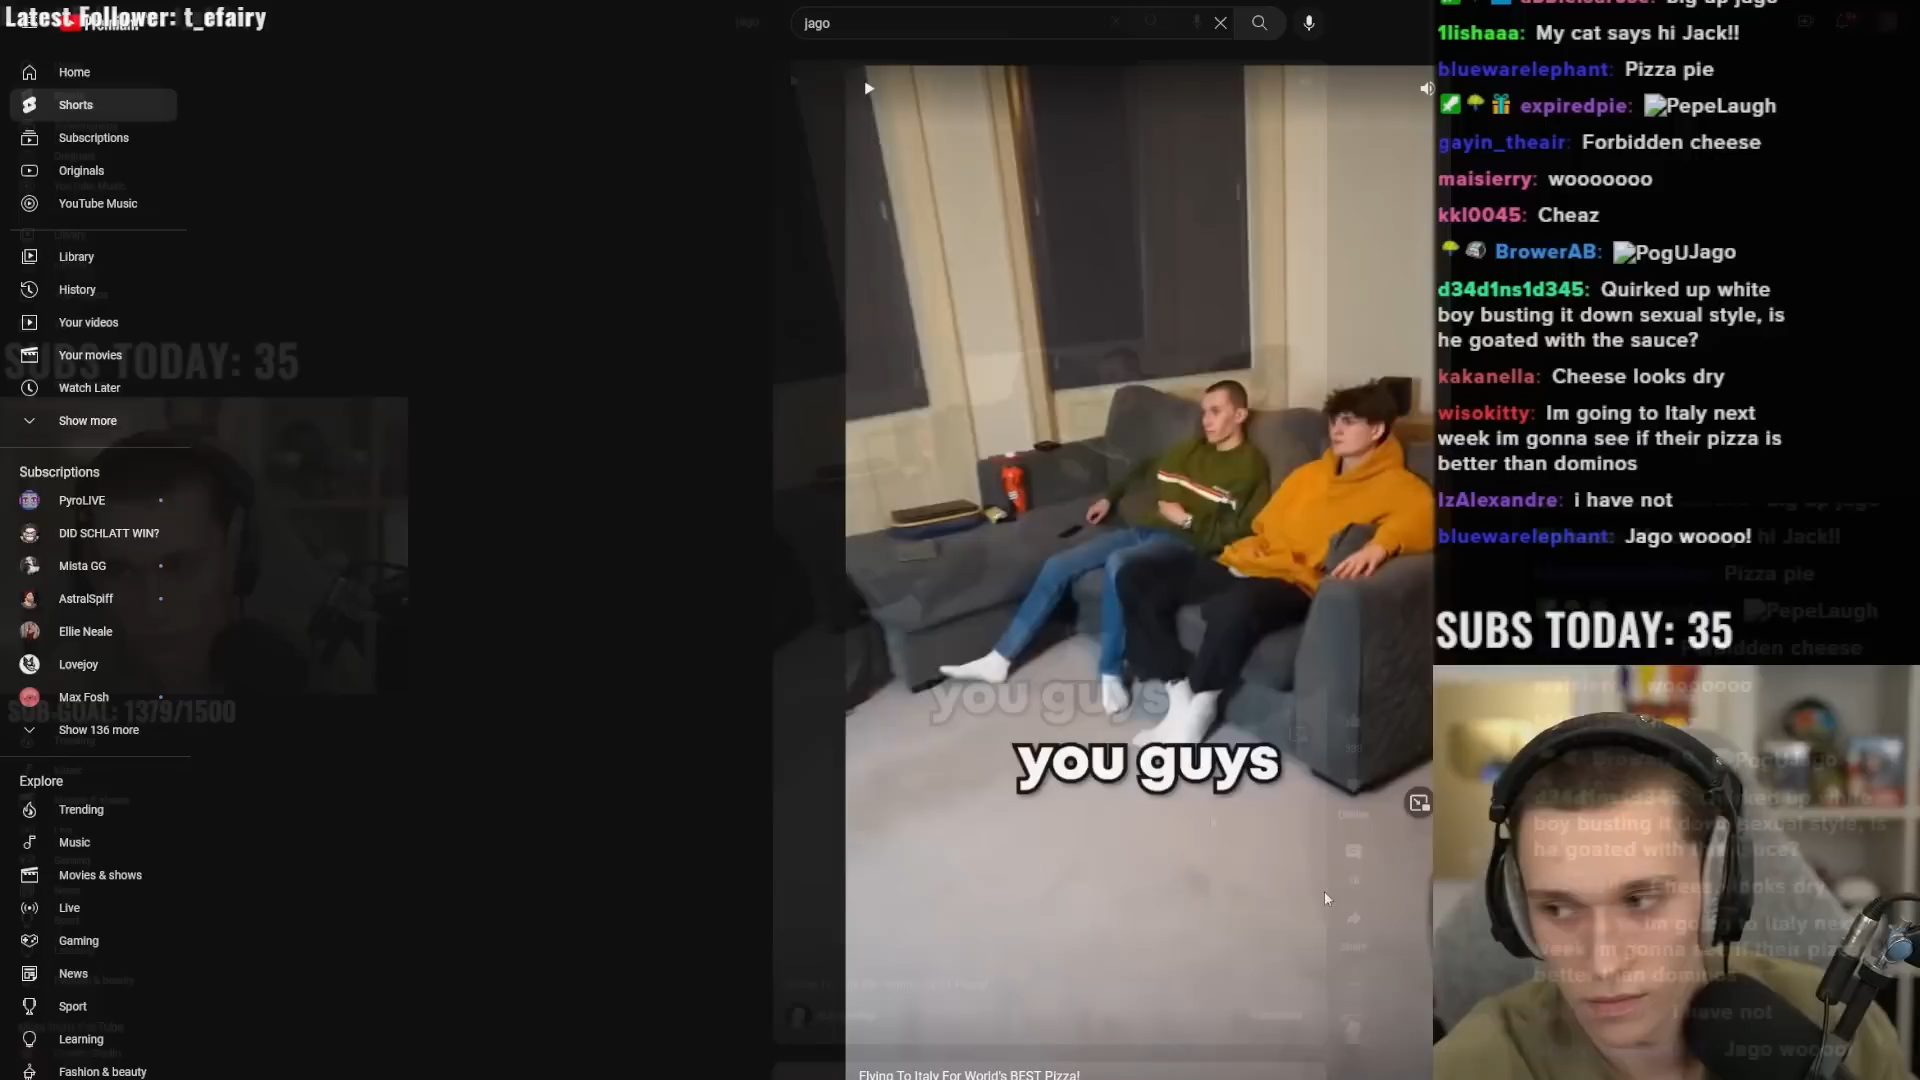 Latest Follower: t_efairy
jago
Home
Shorts
Subscriptions
Originals
YouTube Music
Library
History
Your videos
Your movies
Watch Later
Show more
SUBS TODAY: 35
Subscriptions
PyroLIVE
DID SCHLATT WIN?
Mista GG
AstralSpiff
Ellie Neale
Lovejoy
Max Fosh
SUB GOAL: 1379/1500
Show 136 more
Explore
Trending
Music
Movies & shows
Live
Gaming
News
Sport
Learning
Fashion & beauty
you guys
you guys
Flying To Italy For World's BEST Pizza!
1lishaaa: My cat says hi Jack!!
bluewarelephant: Pizza pie
expiredpie: PepeLaugh
gayin_theair: Forbidden cheese
maisierry: wooooooo
kkl0045: Cheaz
BrowerAB: PogUJago
d34d1ns1d345: Quirked up white
boy busting it down sexual style, is
he goated with the sauce?
kakanella: Cheese looks dry
wisokitty: Im going to Italy next
week im gonna see if their pizza is
better than dominos
IzAlexandre: i have not
bluewarelephant: Jago woooo!
hi Jack!!
Pizza pie
PepeLaugh
SUBS TODAY: 35